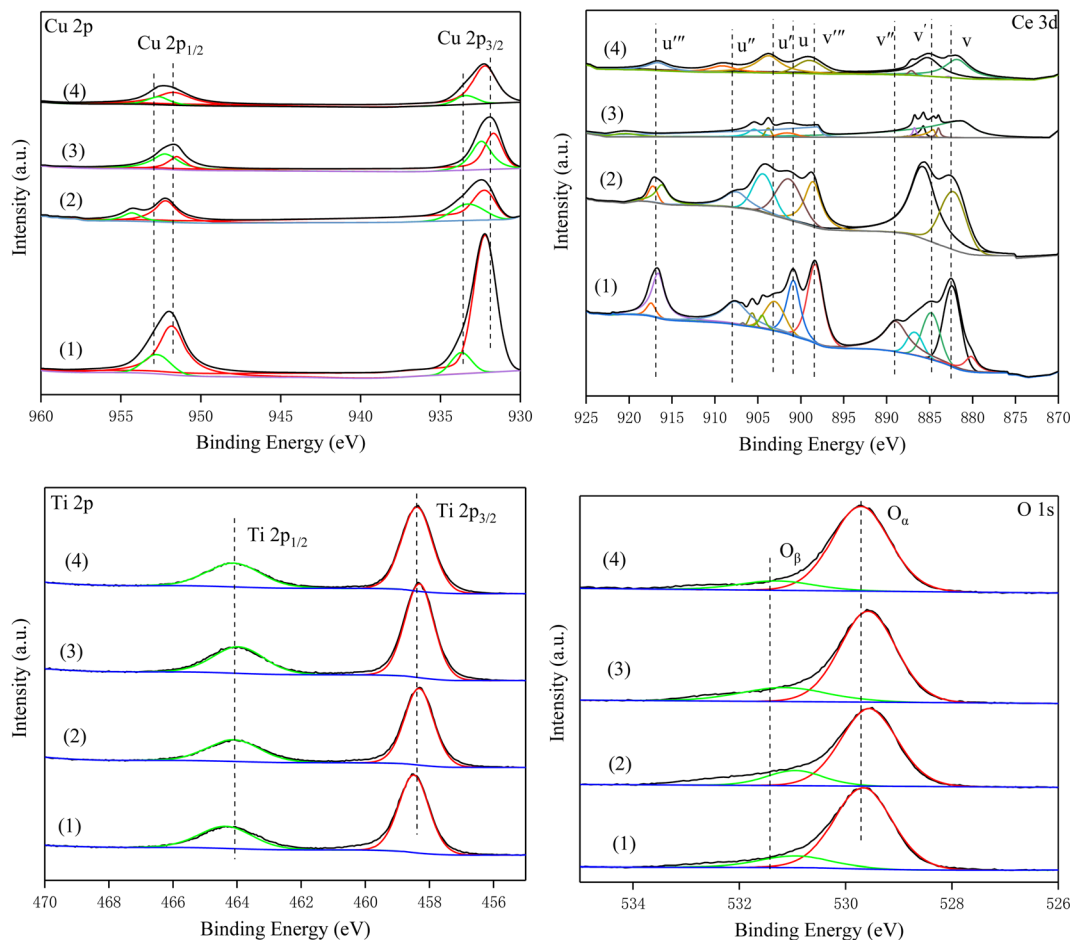 Cu 2p
Cu 2p1/2
Cu 2p3/2
(4)
(3)
(2)
(1)
Intensity (a.u.)
960 955 950 945 940 935 930
Binding Energy (eV)
Ce 3d
u‴ u″ u′ u v‴ v″ v′ v
(4)
(3)
(2)
(1)
Intensity (a.u.)
925 920 915 910 905 900 895 890 885 880 875 870
Binding Energy (eV)
Ti 2p
Ti 2p1/2
Ti 2p3/2
(4)
(3)
(2)
(1)
Intensity (a.u.)
470 468 466 464 462 460 458 456
Binding Energy (eV)
O 1s
Oα
Oβ
(4)
(3)
(2)
(1)
Intensity (a.u.)
534 532 530 528 526
Binding Energy (eV)